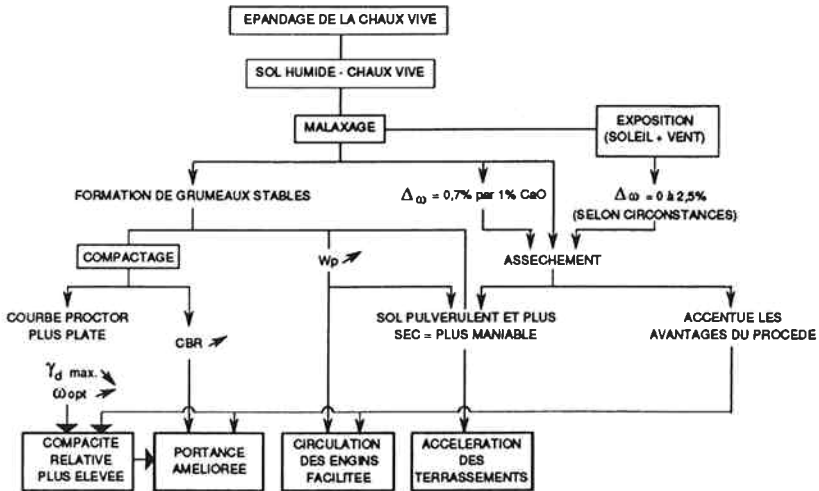 EPANDAGE DE LA CHAUX VIVE
SOL HUMIDE - CHAUX VIVE
MALAXAGE
EXPOSITION
(SOLEIL + VENT)
FORMATION DE GRUMEAUX STABLES
Δω = 0,7% par 1% CaO
Δω = 0 à 2,5%
(SELON CIRCONSTANCES)
COMPACTAGE
Wp
ASSECHEMENT
COURBE PROCTOR
PLUS PLATE
CBR
SOL PULVERULENT ET PLUS
SEC = PLUS MANIABLE
ACCENTUE LES
AVANTAGES DU PROCEDE
γd max.
ω opt
COMPACITE
RELATIVE
PLUS ELEVEE
PORTANCE
AMELIOREE
CIRCULATION
DES ENGINS
FACILITEE
ACCELERATION
DES
TERRASSEMENTS